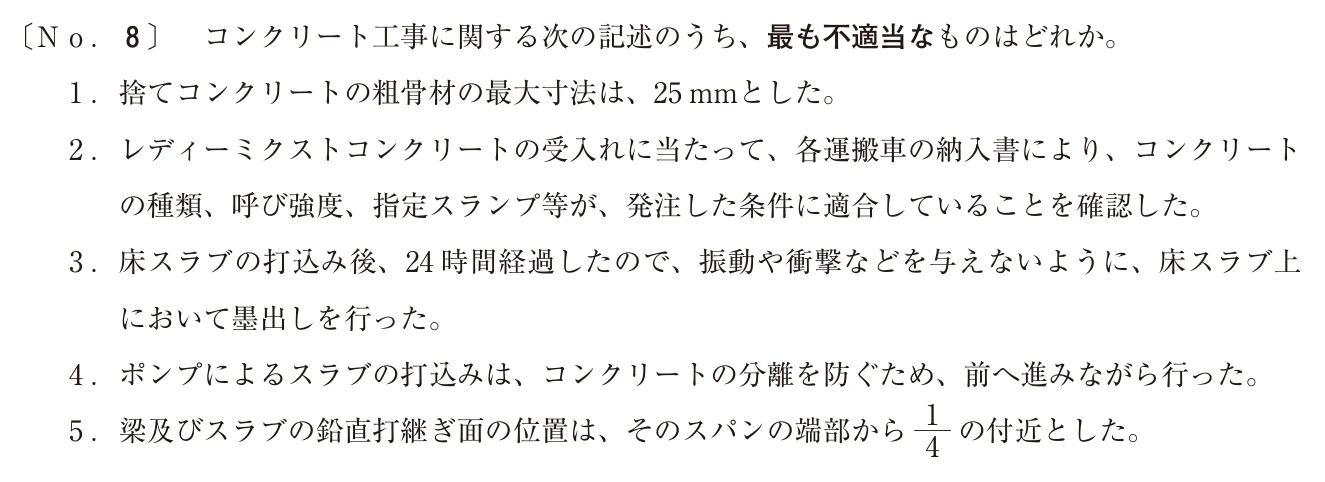 〔Ｎｏ．８〕　コンクリート工事に関する次の記述のうち、最も不適当なものはどれか。
1．捨てコンクリートの粗骨材の最大寸法は、25 mmとした。
2．レディーミクストコンクリートの受入れに当たって、各運搬車の納入書により、コンクリート
の種類、呼び強度、指定スランプ等が、発注した条件に適合していることを確認した。
3．床スラブの打込み後、24 時間経過したので、振動や衝撃などを与えないように、床スラブ上
において墨出しを行った。
4．ポンプによるスラブの打込みは、コンクリートの分離を防ぐため、前へ進みながら行った。
5．梁及びスラブの鉛直打継ぎ面の位置は、そのスパンの端部から 1/4 の付近とした。